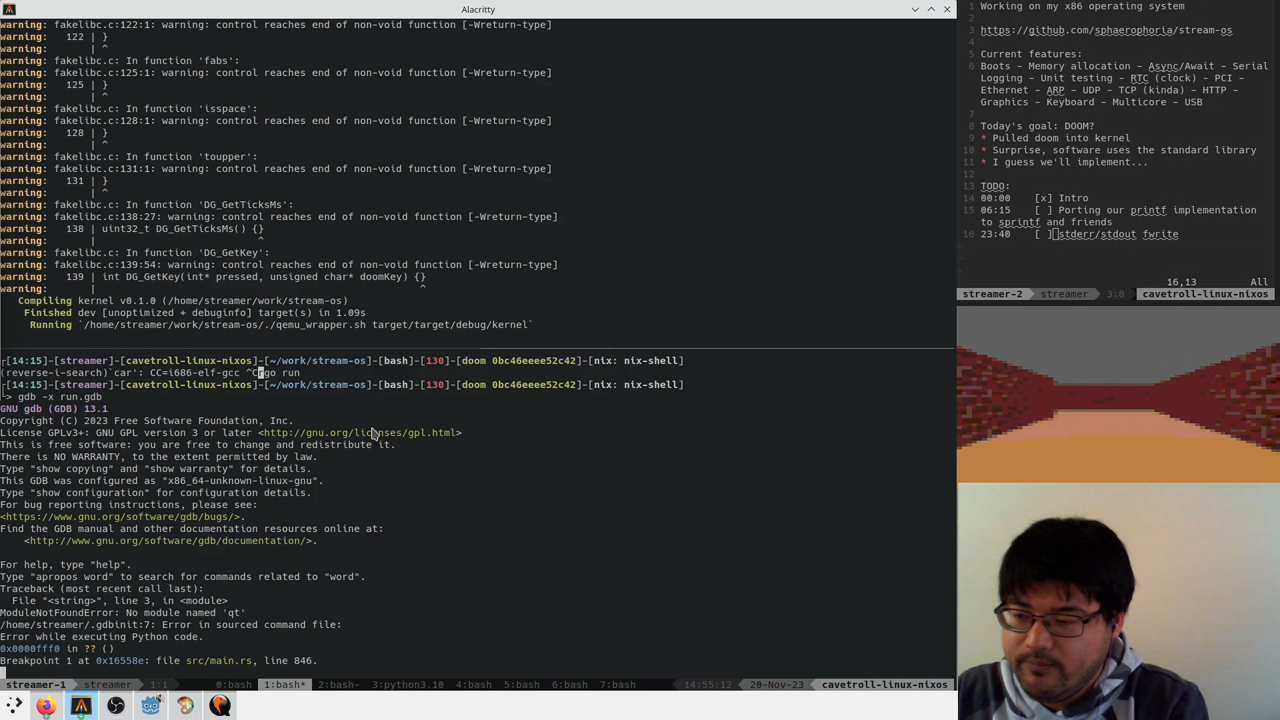 Alacritty
warning: fakelibc.c:122:1: warning: control reaches end of non-void function [-Wreturn-type]
warning:   122 | }
warning:       | ^
warning: fakelibc.c: In function 'fabs':
warning: fakelibc.c:125:1: warning: control reaches end of non-void function [-Wreturn-type]
warning:   125 | }
warning:       | ^
warning: fakelibc.c: In function 'isspace':
warning: fakelibc.c:128:1: warning: control reaches end of non-void function [-Wreturn-type]
warning:   128 | }
warning:       | ^
warning: fakelibc.c: In function 'toupper':
warning: fakelibc.c:131:1: warning: control reaches end of non-void function [-Wreturn-type]
warning:   131 | }
warning:       | ^
warning: fakelibc.c: In function 'DG_GetTicksMs':
warning: fakelibc.c:138:27: warning: control reaches end of non-void function [-Wreturn-type]
warning:   138 | uint32_t DG_GetTicksMs() {}
warning:       |                           ^
warning: fakelibc.c: In function 'DG_GetKey':
warning: fakelibc.c:139:54: warning: control reaches end of non-void function [-Wreturn-type]
warning:   139 | int DG_GetKey(int* pressed, unsigned char* doomKey) {}
warning:       |                                                      ^
Compiling kernel v0.1.0 (/home/streamer/work/stream-os)
Finished dev [unoptimized + debuginfo] target(s) in 1.09s
Running `/home/streamer/work/stream-os/./qemu_wrapper.sh target/target/debug/kernel`
┌[14:15]-[streamer]-[cavetroll-linux-nixos]-[~/work/stream-os]-[bash]-[130]-[doom 0bc46eeee52c42]-[nix: nix-shell]
(reverse-i-search)`car': CC=i686-elf-gcc ^Crgo run
┌[14:15]-[streamer]-[cavetroll-linux-nixos]-[~/work/stream-os]-[bash]-[130]-[doom 0bc46eeee52c42]-[nix: nix-shell]
└> gdb -x run.gdb
GNU gdb (GDB) 13.1
Copyright (C) 2023 Free Software Foundation, Inc.
License GPLv3+: GNU GPL version 3 or later <http://gnu.org/licenses/gpl.html>
This is free software: you are free to change and redistribute it.
There is NO WARRANTY, to the extent permitted by law.
Type "show copying" and "show warranty" for details.
This GDB was configured as "x86_64-unknown-linux-gnu".
Type "show configuration" for configuration details.
For bug reporting instructions, please see:
<https://www.gnu.org/software/gdb/bugs/>.
Find the GDB manual and other documentation resources online at:
    <http://www.gnu.org/software/gdb/documentation/>.
For help, type "help".
Type "apropos word" to search for commands related to "word".
Traceback (most recent call last):
  File "<string>", line 3, in <module>
ModuleNotFoundError: No module named 'qt'
/home/streamer/.gdbinit:7: Error in sourced command file:
Error while executing Python code.
0x0000fff0 in ?? ()
Breakpoint 1 at 0x16558e: file src/main.rs, line 846.
streamer-1 streamer 1:1 0:bash 1:bash* 2:bash- 3:python3.10 4:bash 5:bash 6:bash 7:bash 14:55:12 20-Nov-23 cavetroll-linux-nixos
1 Working on my x86 operating system
2
3 https://github.com/sphaerophoria/stream-os
4
5 Current features:
6 Boots - Memory allocation - Async/Await - Serial
Logging - Unit testing - RTC (clock) - PCI -
Ethernet - ARP - UDP - TCP (kinda) - HTTP -
Graphics - Keyboard - Multicore - USB
7
8 Today's goal: DOOM?
9 * Pulled doom into kernel
10 * Surprise, software uses the standard library
11 * I guess we'll implement...
12
13 TODO:
14 00:00 [x] Intro
15 06:15 [ ] Porting our printf implementation
to sprintf and friends
16 23:40 [ ] stderr/stdout fwrite
16,13 All
streamer-2 streamer 3:0 cavetroll-linux-nixos